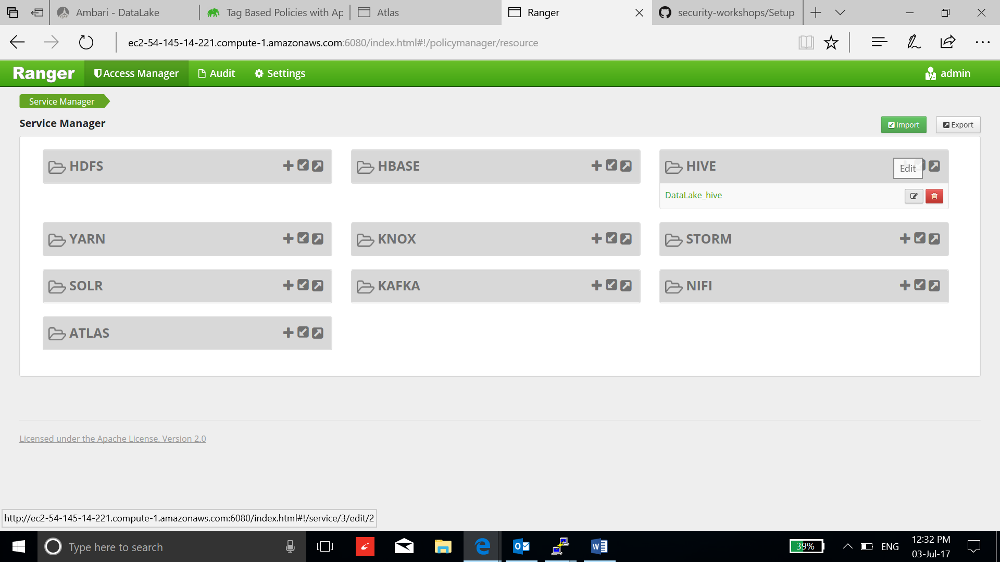 Ambari - DataLake
Tag Based Policies with Ap
Atlas
Ranger
security-workshops/Setup
ec2-54-145-14-221.compute-1.amazonaws.com:6080/index.html#!/policymanager/resource
Ranger
Access Manager
Audit
Settings
admin
Service Manager
Service Manager
Import
Export
HDFS
HBASE
HIVE
Edit
DataLake_hive
YARN
KNOX
STORM
SOLR
KAFKA
NIFI
ATLAS
Licensed under the Apache License, Version 2.0
http://ec2-54-145-14-221.compute-1.amazonaws.com:6080/index.html#!/service/3/edit/2
Type here to search
39%
ENG
12:32 PM
03-Jul-17